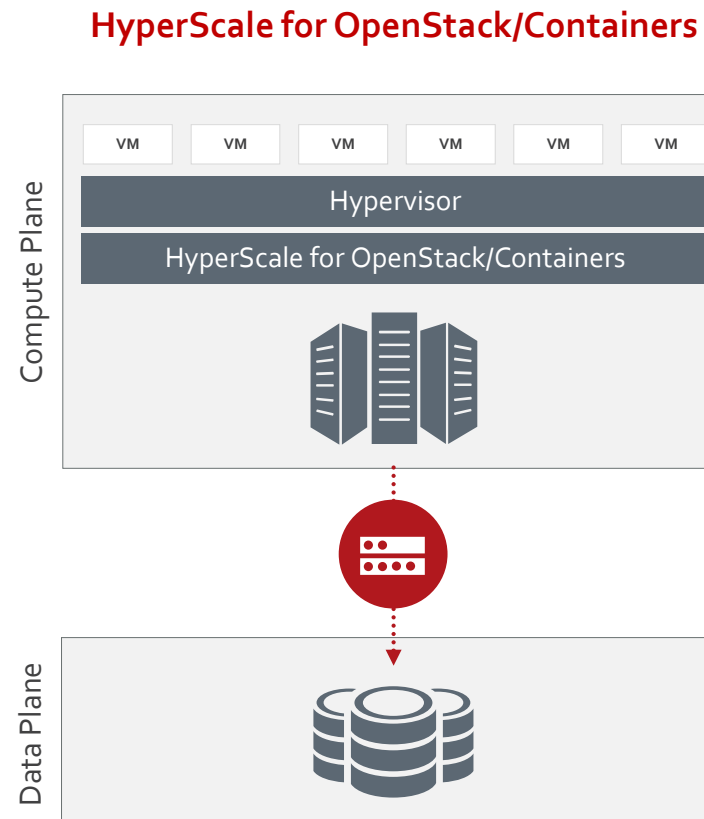 HyperScale for OpenStack/Containers
VM VM VM VM VM VM
Hypervisor
HyperScale for OpenStack/Containers
Compute Plane
Data Plane